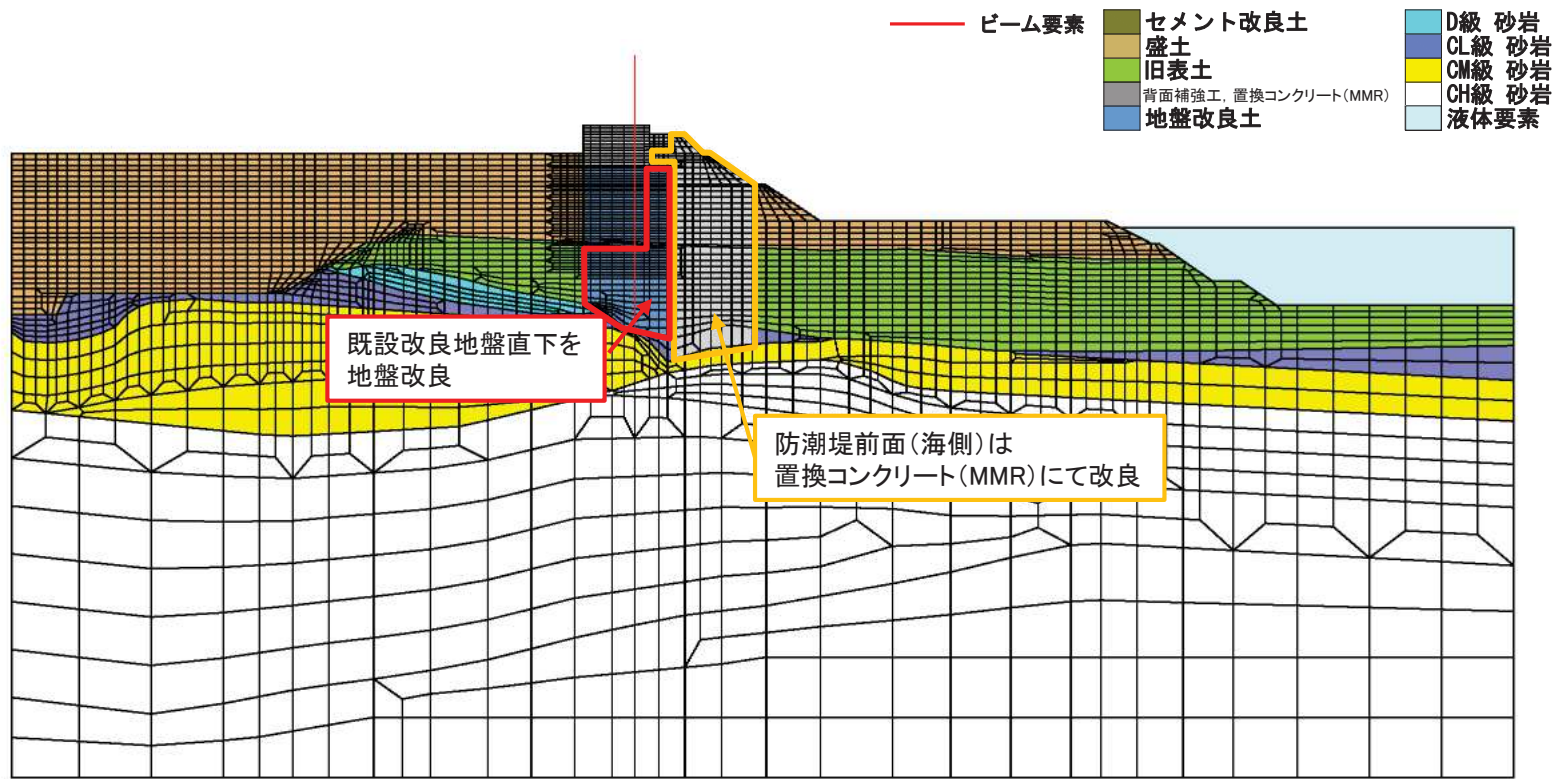 ビーム要素
セメント改良土
盛土
旧表土
背面補強工，置換コンクリート(MMR)
地盤改良土
D級 砂岩
CL級 砂岩
CM級 砂岩
CH級 砂岩
液体要素
既設改良地盤直下を
地盤改良
防潮堤前面(海側)は
置換コンクリート(MMR)にて改良